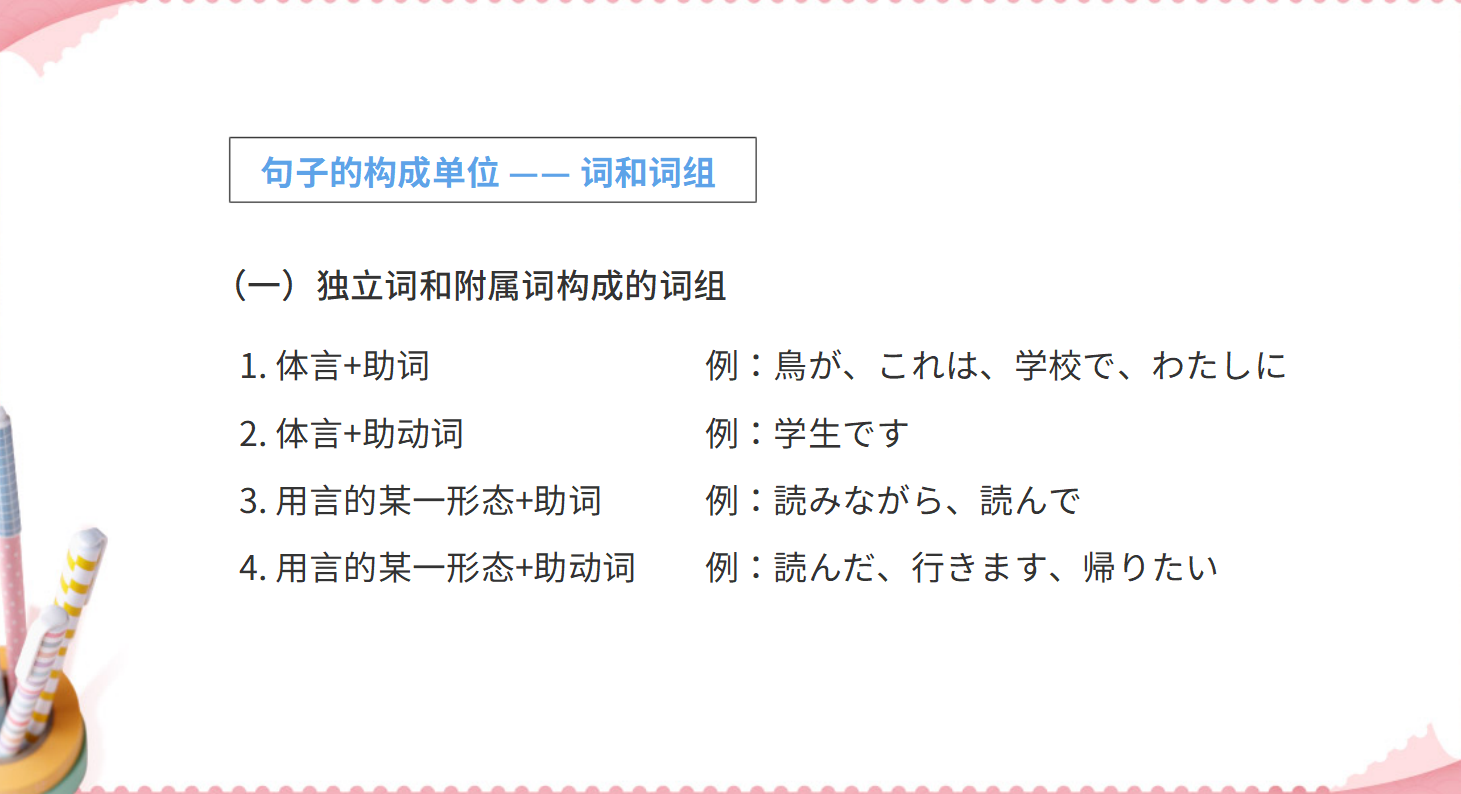 句子的构成单位 —— 词和词组
（一）独立词和附属词构成的词组
1. 体言+助词 例：鳥が、これは、学校で、わたしに
2. 体言+助动词 例：学生です
3. 用言的某一形态+助词 例：読みながら、読んで
4. 用言的某一形态+助动词 例：読んだ、行きます、帰りたい